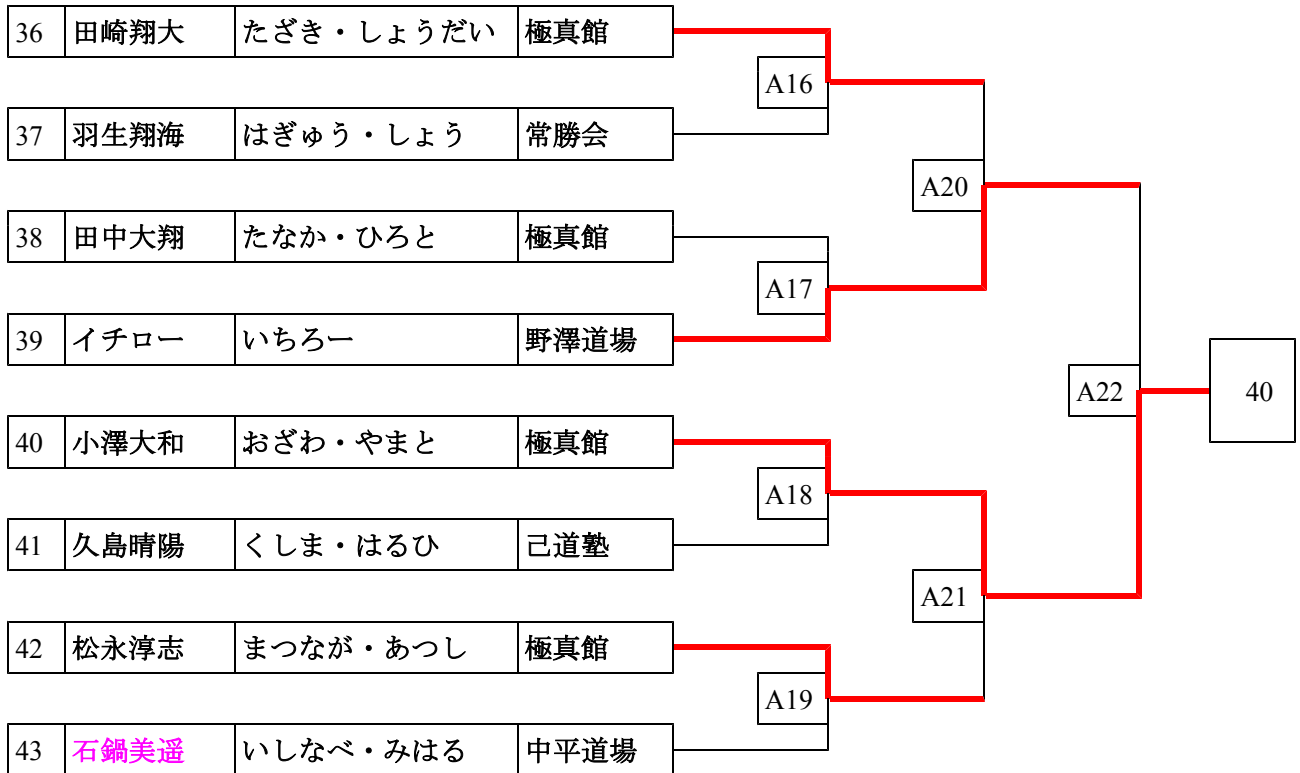 36 田崎翔大 たざき・しょうだい 極真館
A16
37 羽生翔海 はぎゅう・しょう 常勝会
A20
38 田中大翔 たなか・ひろと 極真館
A17
39 イチロー いちろー 野澤道場
A22 40
40 小澤大和 おざわ・やまと 極真館
A18
41 久島晴陽 くしま・はるひ 己道塾
A21
42 松永淳志 まつなが・あつし 極真館
A19
43 石鍋美遥 いしなべ・みはる 中平道場